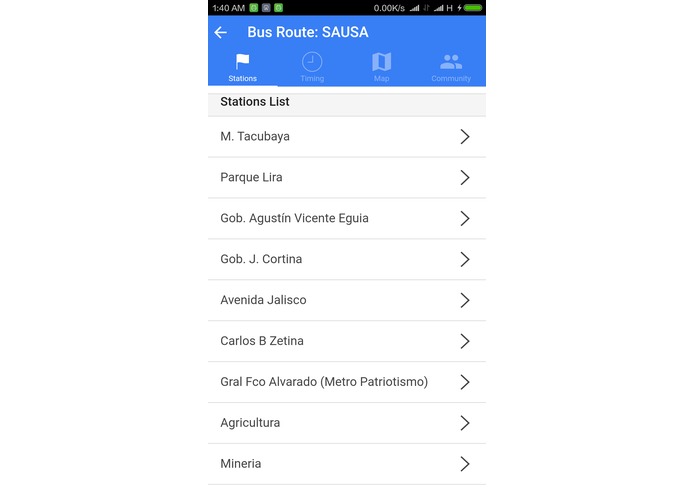 1:40 AM 0.00K/s H
Bus Route: SAUSA
Stations Timing Map Community
Stations List
M. Tacubaya
Parque Lira
Gob. Agustín Vicente Eguia
Gob. J. Cortina
Avenida Jalisco
Carlos B Zetina
Gral Fco Alvarado (Metro Patriotismo)
Agricultura
Mineria